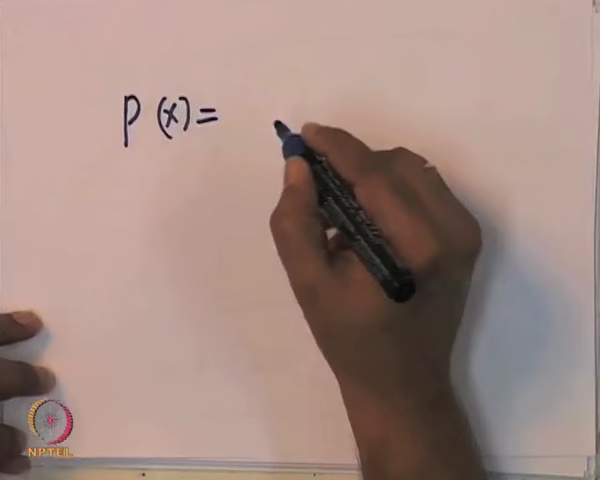 P (x) =
NPTEL